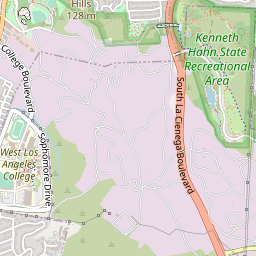 Hills
128 m
Kenneth
Hahn State
Recreational
Area
College Boulevard
South La Cienega Boulevard
Sophomore Drive
West Los
Angeles
College